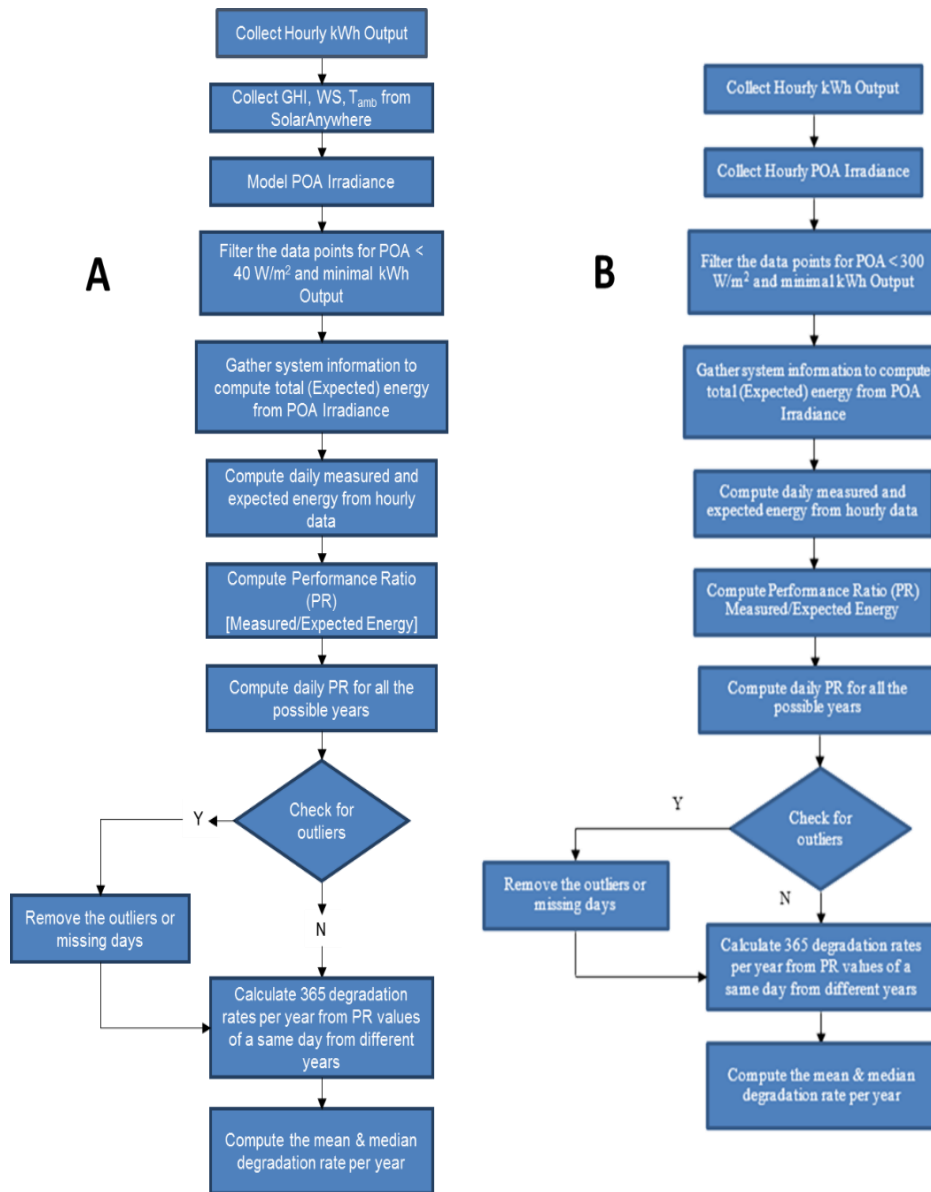 Collect Hourly kWh Output
Collect GHI, WS, Tamb from
SolarAnywhere
Model POA Irradiance
A
Filter the data points for POA <
40 W/m² and minimal kWh
Output
Gather system information to
compute total (Expected) energy
from POA Irradiance
Compute daily measured and
expected energy from hourly
data
Compute Performance Ratio
(PR)
[Measured/Expected Energy]
Compute daily PR for all the
possible years
Check for
outliers
Y
Remove the outliers or
missing days
N
Calculate 365 degradation
rates per year from PR values
of a same day from different
years
Compute the mean & median
degradation rate per year
Collect Hourly kWh Output
Collect Hourly POA Irradiance
B
Filter the data points for POA < 300
W/m² and minimal kWh Output
Gather system information to compute
total (Expected) energy from POA
Irradiance
Compute daily measured and
expected energy from hourly data
Compute Performance Ratio (PR)
Measured/Expected Energy
Compute daily PR for all the
possible years
Check for
outliers
Y
Remove the outliers or
missing days
N
Calculate 365 degradation rates
per year from PR values of a
same day from different years
Compute the mean & median
degradation rate per year